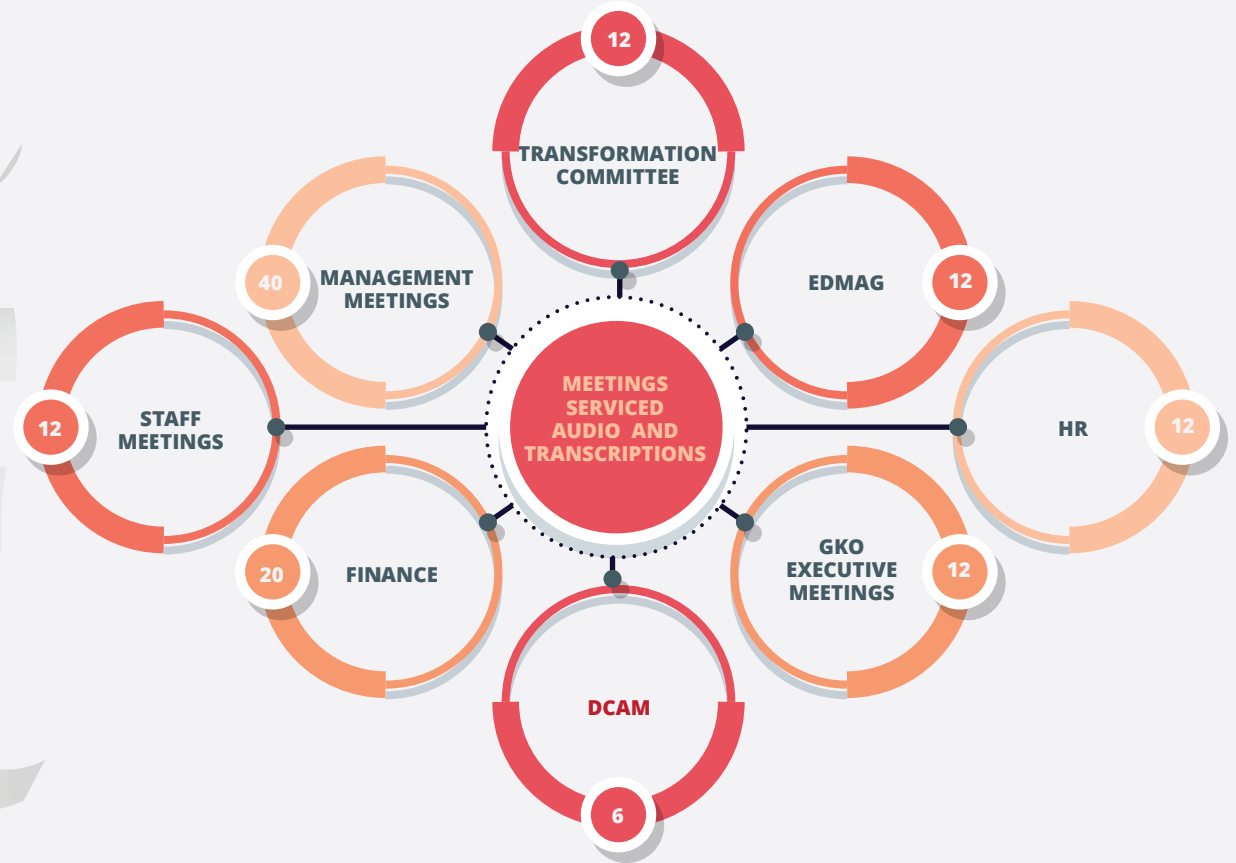 12
TRANSFORMATION
COMMITTEE
40
MANAGEMENT
MEETINGS
EDMAG
12
12
STAFF
MEETINGS
MEETINGS
SERVICED
AUDIO AND
TRANSCRIPTIONS
HR
12
20
FINANCE
GKO
EXECUTIVE
MEETINGS
12
DCAM
6